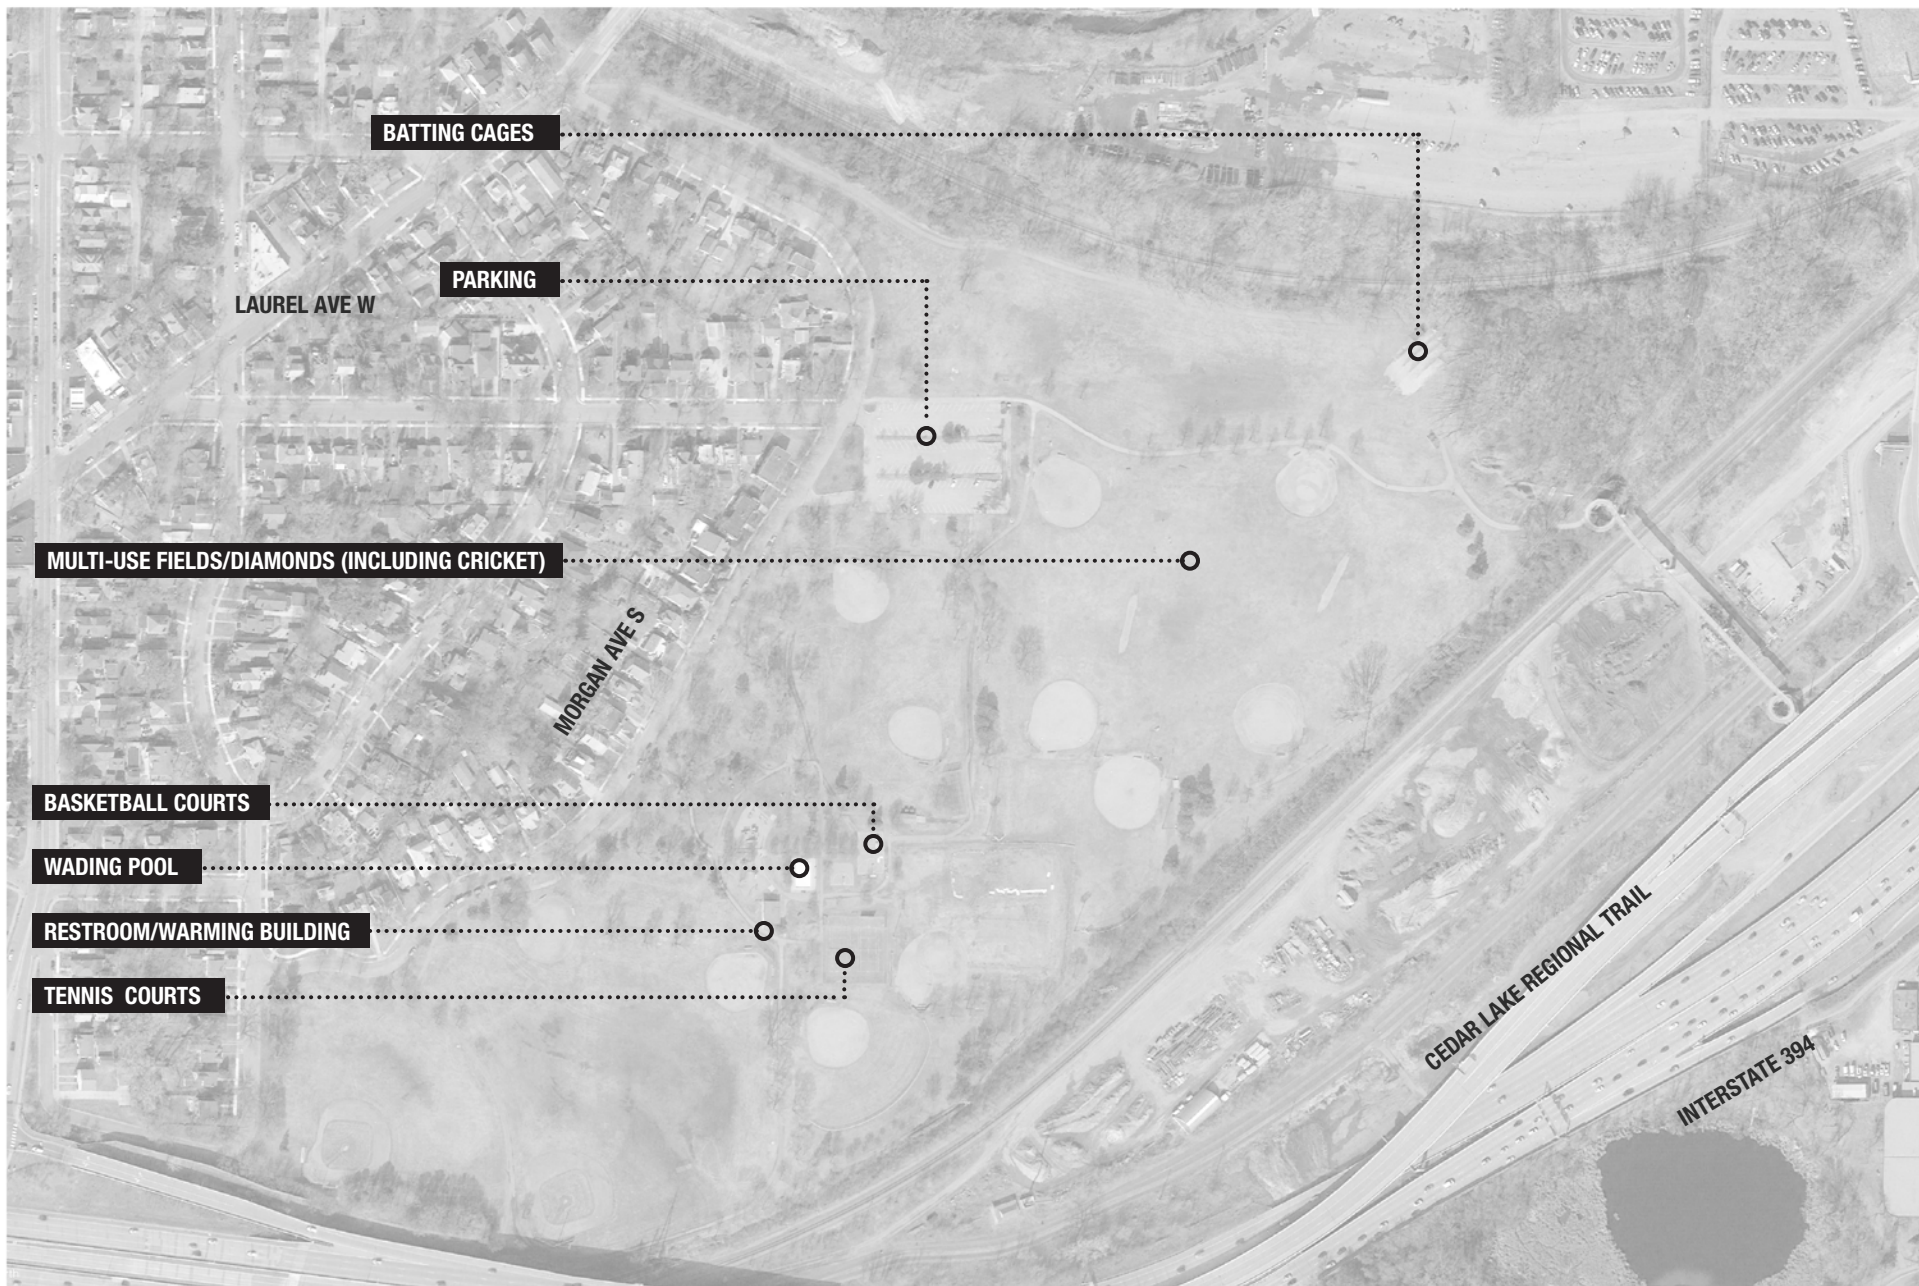 BATTING CAGES
PARKING
LAUREL AVE W
MULTI-USE FIELDS/DIAMONDS (INCLUDING CRICKET)
MORGAN AVE S
BASKETBALL COURTS
WADING POOL
RESTROOM/WARMING BUILDING
TENNIS COURTS
CEDAR LAKE REGIONAL TRAIL
INTERSTATE 394